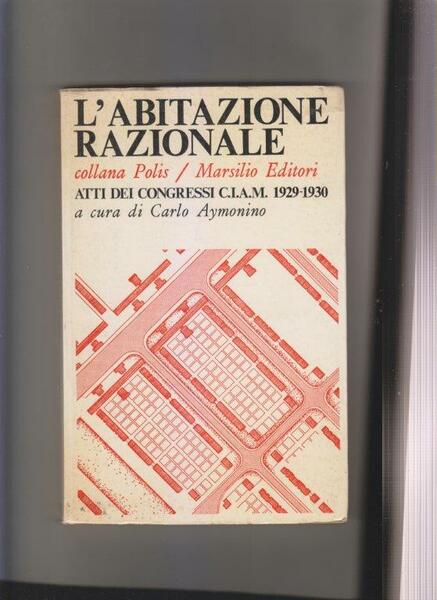 L'ABITAZIONE
RAZIONALE
collana Polis / Marsilio Editori
ATTI DEI CONGRESSI C.I.A.M. 1929-1930
a cura di Carlo Aymonino